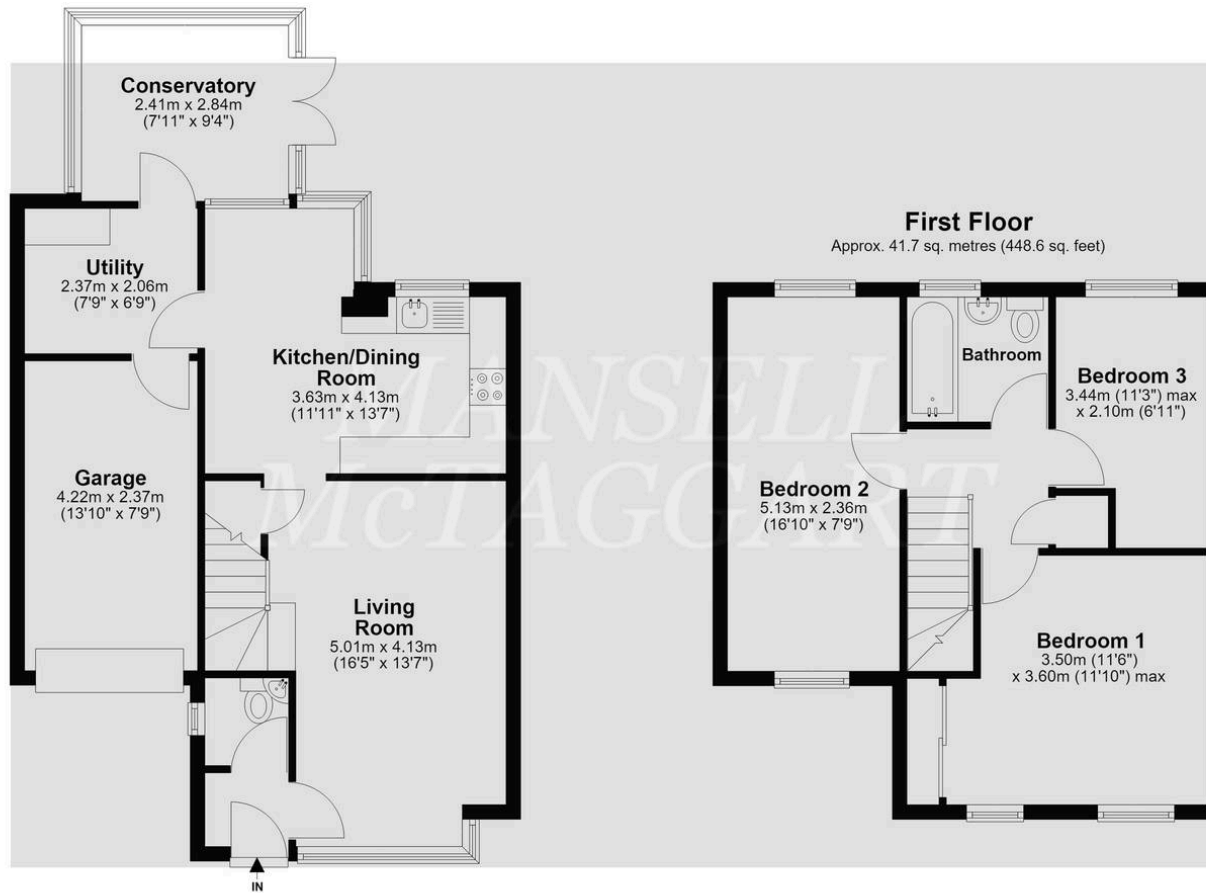 Conservatory
2.41m x 2.84m
(7'11" x 9'4")
Utility
2.37m x 2.06m
(7'9" x 6'9")
Kitchen/Dining
Room
3.63m x 4.13m
(11'11" x 13'7")
Garage
4.22m x 2.37m
(13'10" x 7'9")
Living
Room
5.01m x 4.13m
(16'5" x 13'7")
IN
First Floor
Approx. 41.7 sq. metres (448.6 sq. feet)
Bathroom
Bedroom 3
3.44m (11'3") max
x 2.10m (6'11")
Bedroom 2
5.13m x 2.36m
(16'10" x 7'9")
Bedroom 1
3.50m (11'6")
x 3.60m (11'10") max
MANSELL
McTAGGART